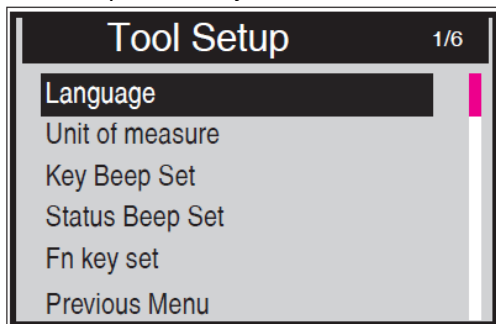 Tool Setup 1/6
Language
Unit of measure
Key Beep Set
Status Beep Set
Fn key set
Previous Menu